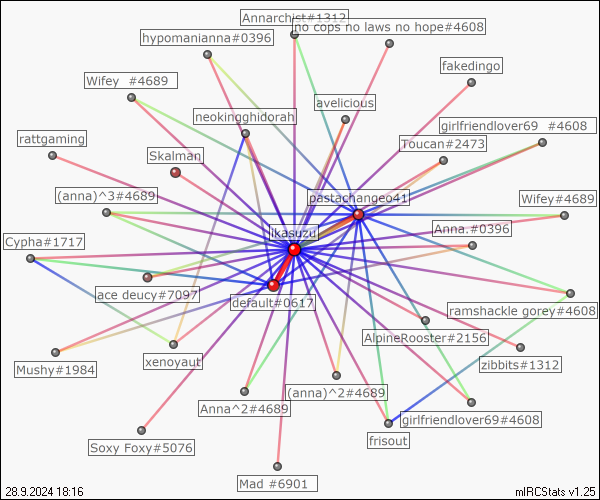 Annarchist#1312
no cops no laws no hope#4608
hypomanianna#0396
fakedingo
Wifey  #4689
avelicious
neokingghidorah
girlfriendlover69  #4608
rattgaming
Toucan#2473
Skalman
(anna)^3#4689
pastachangeo41
Wifey#4689
likasuzu
Anna.#0396
Cypha#1717
ace deucy#7097
default#0617
ramshackle gorey#4608
AlpineRooster#2156
xenoyaut
zibbits#1312
Mushy#1984
(anna)^2#4689
Anna^2#4689
girlfriendlover69#4608
frisout
Soxy Foxy#5076
Mad #6901
28.9.2024 18:16
mIRCStats v1.25